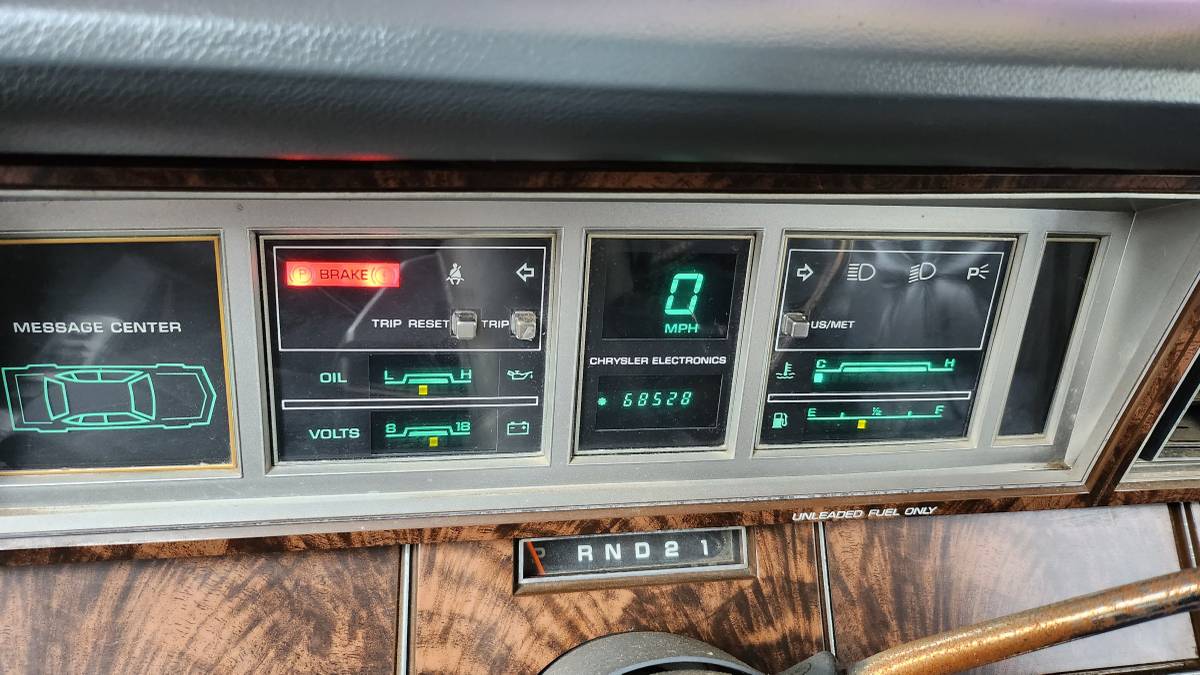 MESSAGE CENTER
BRAKE
TRIP RESET TRIP
OIL L H
VOLTS 8 18
0
MPH
CHRYSLER ELECTRONICS
68528
P
US/MET
C H
E ½ F
UNLEADED FUEL ONLY
P R N D 2 1